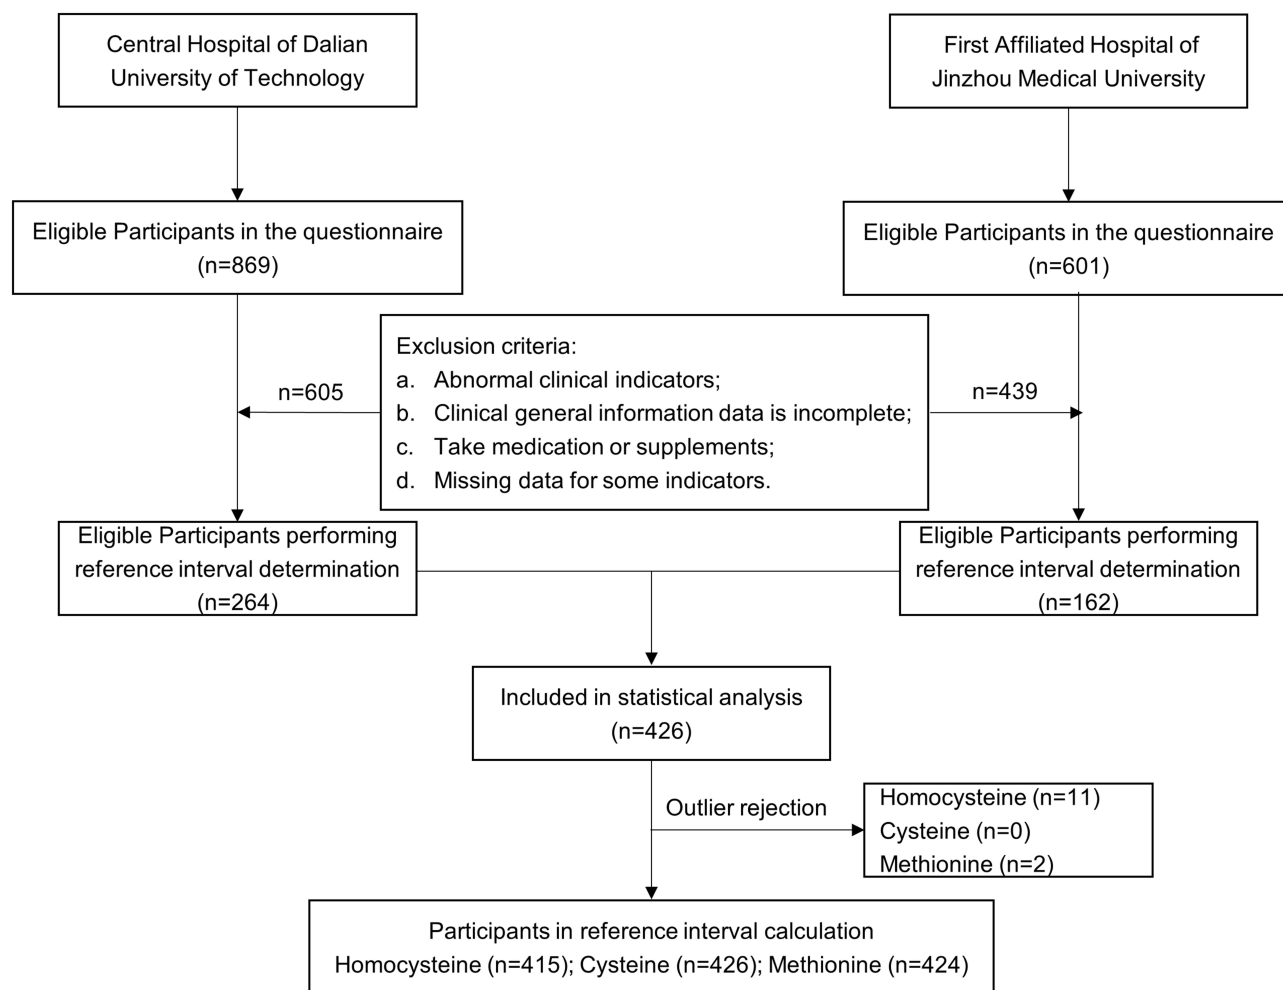 Central Hospital of Dalian
University of Technology
First Affiliated Hospital of
Jinzhou Medical University
Eligible Participants in the questionnaire
(n=869)
Eligible Participants in the questionnaire
(n=601)
Exclusion criteria:
a. Abnormal clinical indicators;
b. Clinical general information data is incomplete;
c. Take medication or supplements;
d. Missing data for some indicators.
n=605
n=439
Eligible Participants performing
reference interval determination
(n=264)
Eligible Participants performing
reference interval determination
(n=162)
Included in statistical analysis
(n=426)
Outlier rejection
Homocysteine (n=11)
Cysteine (n=0)
Methionine (n=2)
Participants in reference interval calculation
Homocysteine (n=415); Cysteine (n=426); Methionine (n=424)